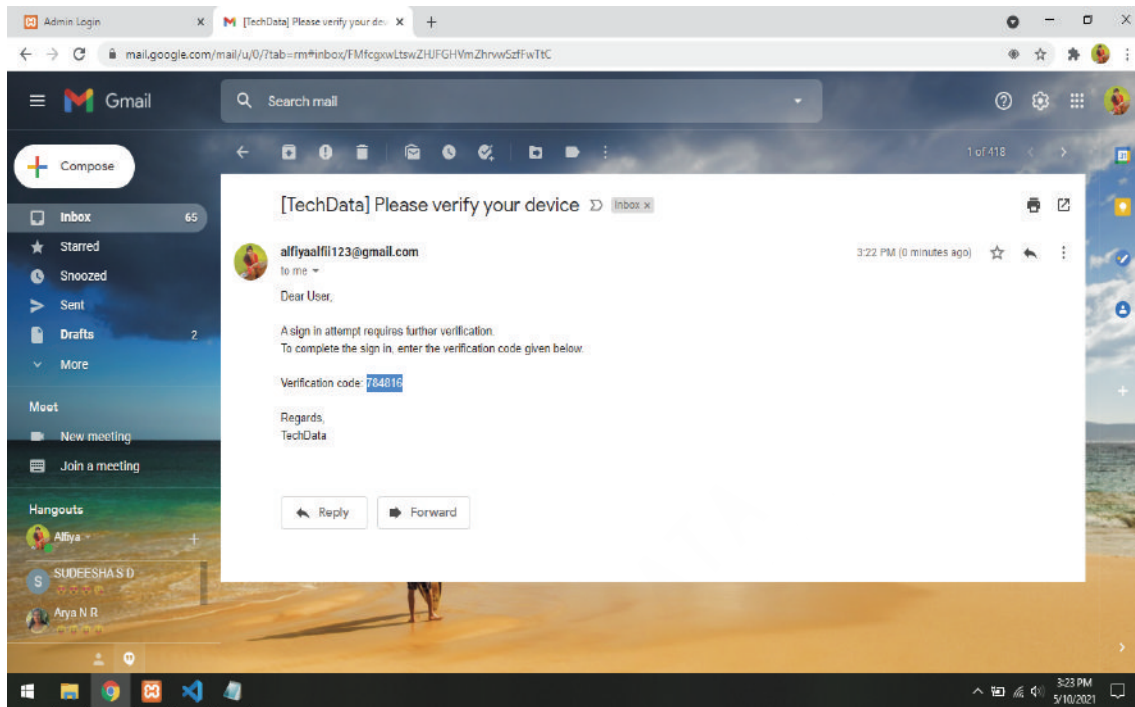 Admin Login
[TechData] Please verify your dev
mail.google.com/mail/u/0/?tab=rm#inbox/FMfcgxwLtswZHJFGHVmZhrvwSzfFwTtC
Gmail
Search mail
Compose
1 of 418
31
[TechData] Please verify your device Inbox x
Inbox 65
Starred
Snoozed
Sent
Drafts 2
More
alfiyaalfii123@gmail.com
3:22 PM (0 minutes ago)
to me
Dear User,
A sign in attempt requires further verification.
To complete the sign in, enter the verification code given below.
Verification code: 784816
Regards,
TechData
Reply
Forward
Meet
New meeting
Join a meeting
Hangouts
Alfiya
S
SUDEESHA S D
Arya N R
3:23 PM
5/10/2021